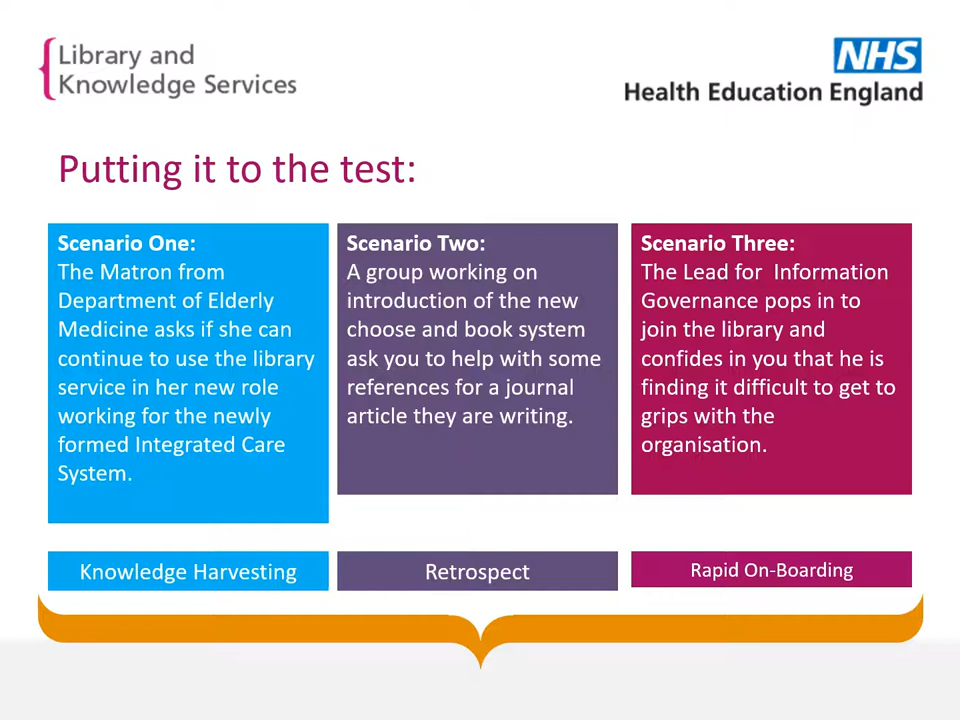 Library and
Knowledge Services
NHS
Health Education England
Putting it to the test:
Scenario One:
The Matron from
Department of Elderly
Medicine asks if she can
continue to use the library
service in her new role
working for the newly
formed Integrated Care
System.
Scenario Two:
A group working on
introduction of the new
choose and book system
ask you to help with some
references for a journal
article they are writing.
Scenario Three:
The Lead for  Information
Governance pops in to
join the library and
confides in you that he is
finding it difficult to get to
grips with the
organisation.
Knowledge Harvesting
Retrospect
Rapid On-Boarding